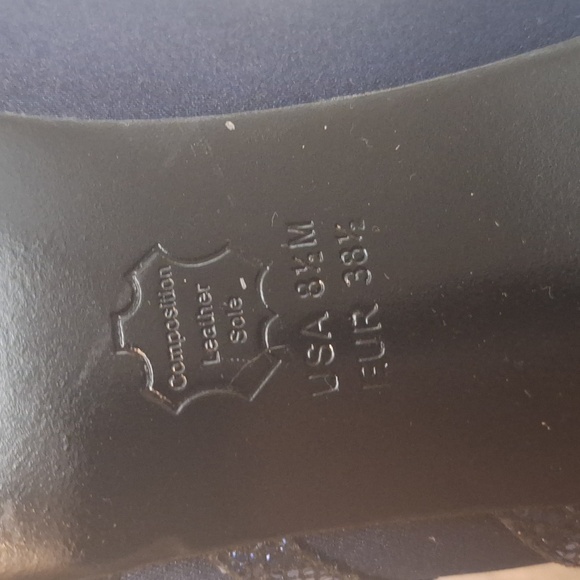 Composition
Leather
Sole
USA 8½M
EUR 38½